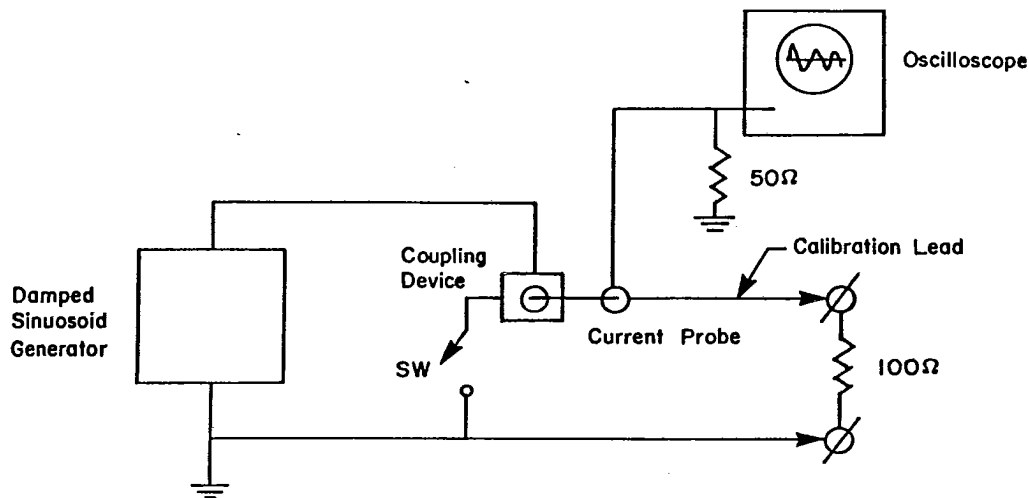 Oscilloscope
50Ω
Calibration Lead
Coupling
Device
Damped
Sinuosoid
Generator
Current Probe
SW
100Ω